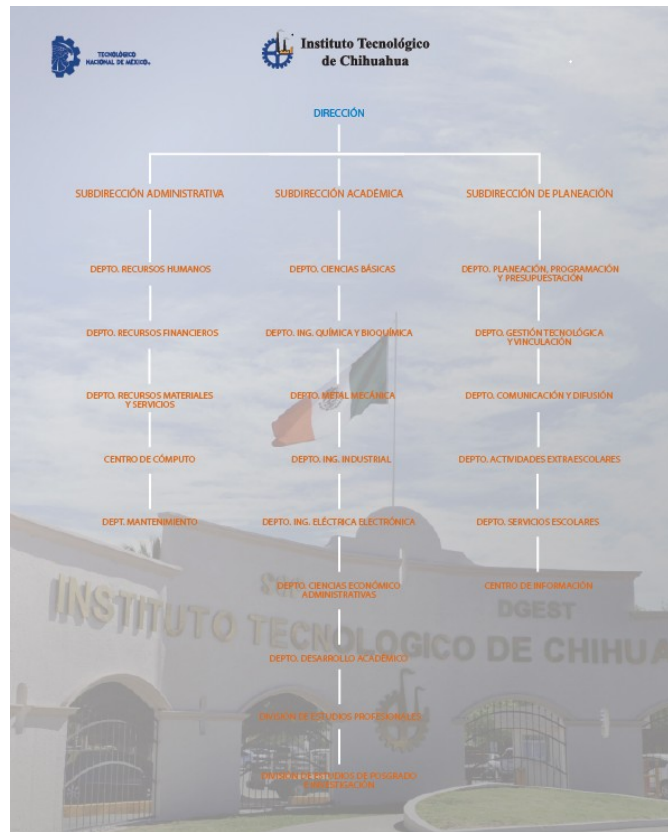 TECNOLÓGICO
NACIONAL DE MÉXICO®
Instituto Tecnológico
de Chihuahua
DIRECCIÓN
SUBDIRECCIÓN ADMINISTRATIVA
SUBDIRECCIÓN ACADÉMICA
SUBDIRECCIÓN DE PLANEACIÓN
DEPTO. RECURSOS HUMANOS
DEPTO. CIENCIAS BÁSICAS
DEPTO. PLANEACIÓN, PROGRAMACIÓN
Y PRESUPUESTACIÓN
DEPTO. RECURSOS FINANCIEROS
DEPTO. ING. QUÍMICA Y BIOQUÍMICA
DEPTO. GESTIÓN TECNOLÓGICA
Y VINCULACIÓN
DEPTO. RECURSOS MATERIALES
Y SERVICIOS
DEPTO. METAL MECÁNICA
DEPTO. COMUNICACIÓN Y DIFUSIÓN
CENTRO DE CÓMPUTO
DEPTO. ING. INDUSTRIAL
DEPTO. ACTIVIDADES EXTRAESCOLARES
DEPT. MANTENIMIENTO
DEPTO. ING. ELÉCTRICA ELECTRÓNICA
DEPTO. SERVICIOS ESCOLARES
DEPTO. CIENCIAS ECONÓMICO
ADMINISTRATIVAS
CENTRO DE INFORMACIÓN
DGEST
INSTITUTO TECNOLOGICO DE CHIHUA
DEPTO. DESARROLLO ACADÉMICO
DIVISIÓN DE ESTUDIOS PROFESIONALES
DIVISIÓN DE ESTUDIOS DE POSGRADO
E INVESTIGACIÓN